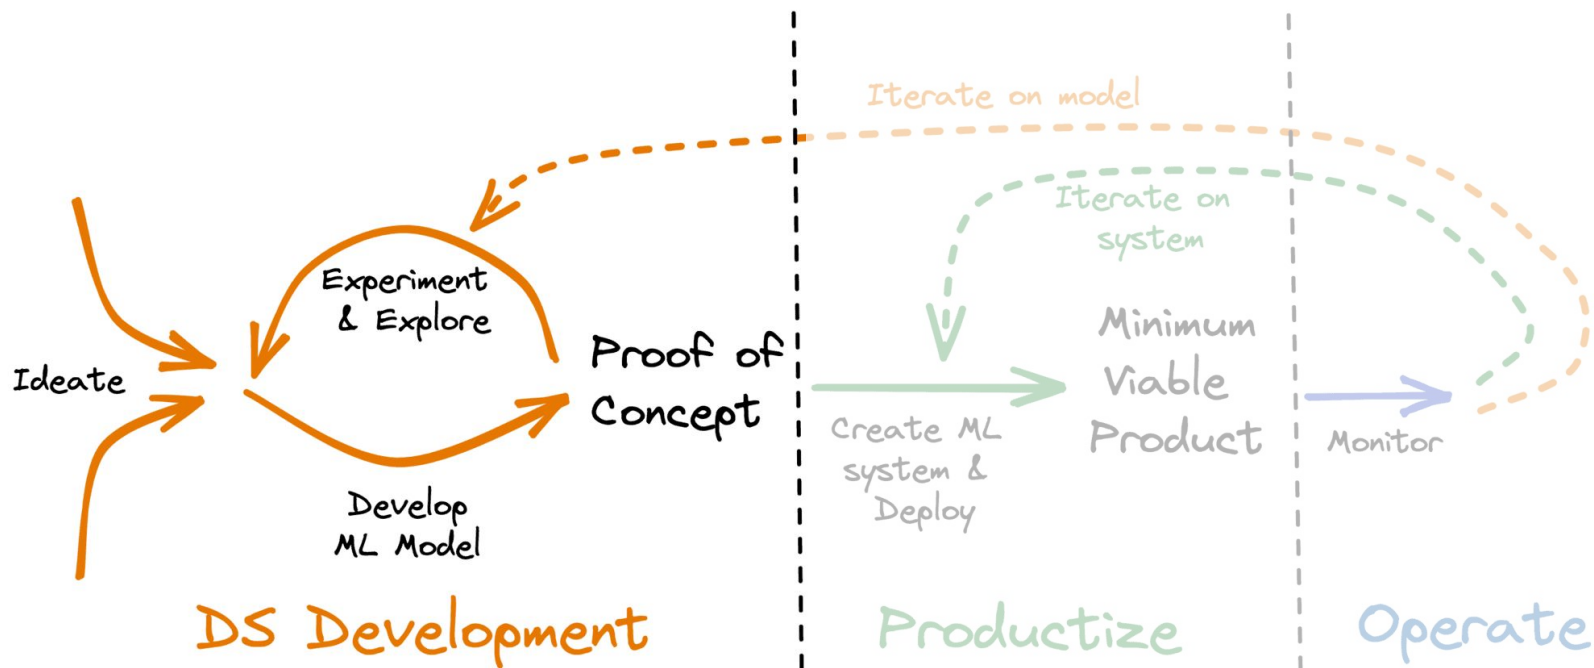 Iterate on model
Iterate on
system
Experiment
& Explore
Ideate
Proof of
Concept
Develop
ML Model
Create ML
system &
Deploy
Minimum
Viable
Product
Monitor
DS Development
Productize
Operate